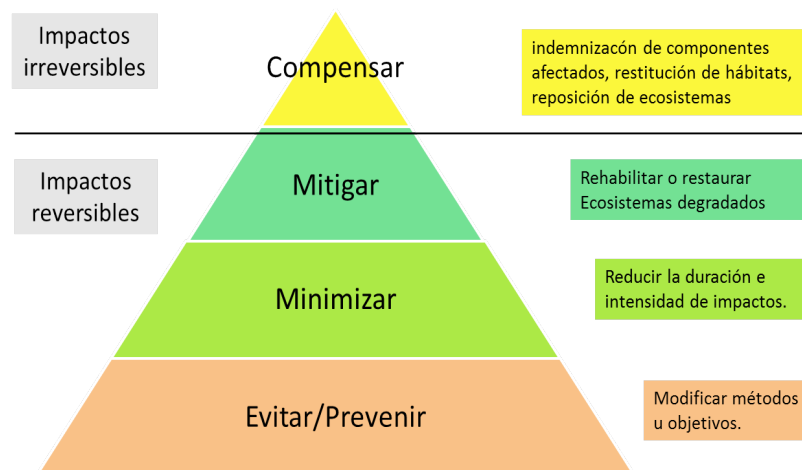 Impactos
irreversibles
Compensar
indemnizacón de componentes
afectados, restitución de hábitats,
reposición de ecosistemas
Impactos
reversibles
Mitigar
Rehabilitar o restaurar
Ecosistemas degradados
Minimizar
Reducir la duración e
intensidad de impactos.
Evitar/Prevenir
Modificar métodos
u objetivos.